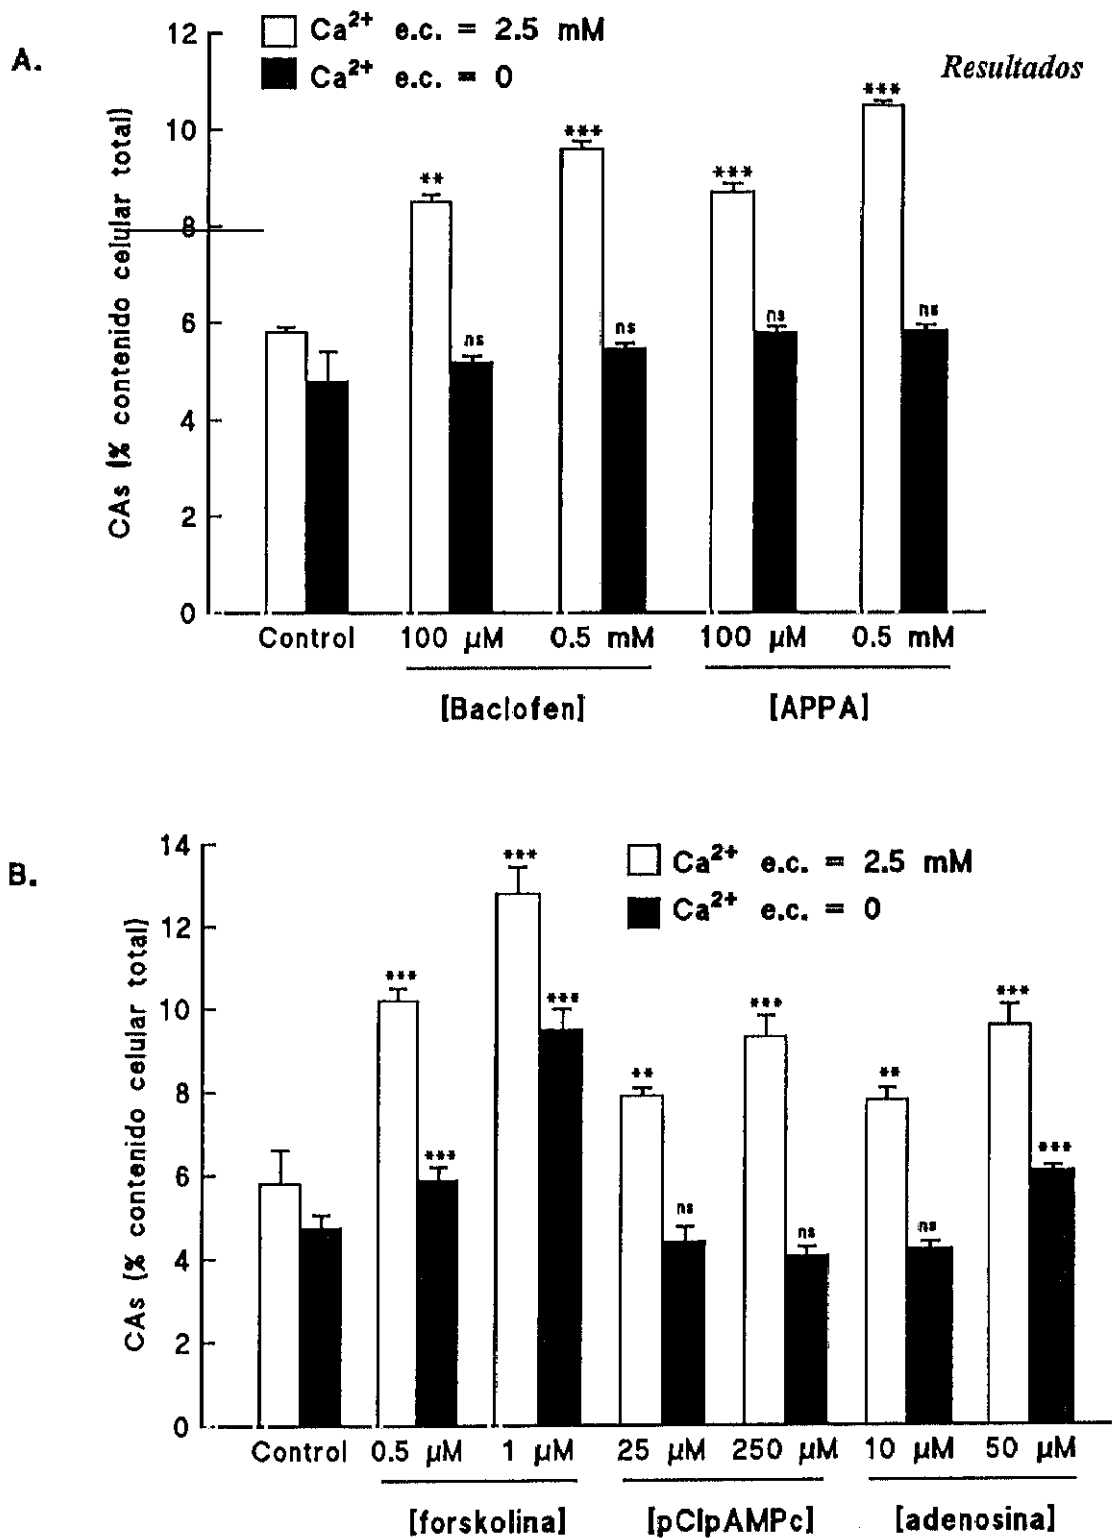 Resultados
A.
Ca²⁺ e.c. = 2.5 mM
Ca²⁺ e.c. = 0
CAs (% contenido celular total)
12
10
8
6
4
2
0
** *** *** ***
ns ns ns ns
Control 100 µM 0.5 mM 100 µM 0.5 mM
[Baclofen] [APPA]
B.
Ca²⁺ e.c. = 2.5 mM
Ca²⁺ e.c. = 0
CAs (% contenido celular total)
14
12
10
8
6
4
2
0
*** *** ** *** ** ***
*** *** ns ns ns ***
Control 0.5 µM 1 µM 25 µM 250 µM 10 µM 50 µM
[forskolina] [pClpAMPc] [adenosina]